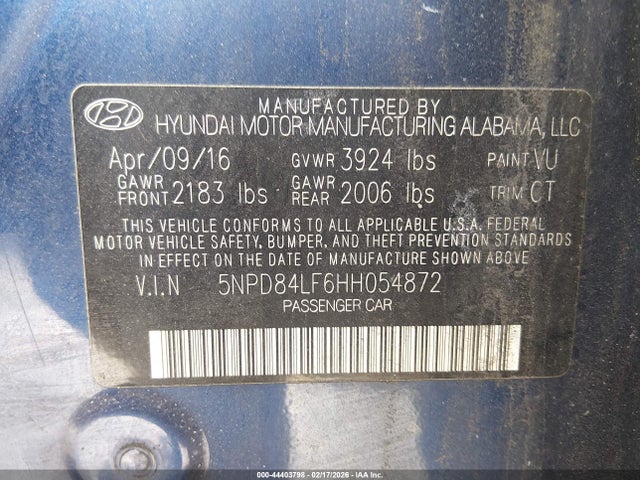 MANUFACTURED BY
HYUNDAI MOTOR MANUFACTURING ALABAMA, LLC
Apr/09/16 GVWR 3924 lbs PAINT VU
GAWR FRONT 2183 lbs GAWR REAR 2006 lbs TRIM CT
THIS VEHICLE CONFORMS TO ALL APPLICABLE U.S.A. FEDERAL
MOTOR VEHICLE SAFETY, BUMPER, AND THEFT PREVENTION STANDARDS
IN EFFECT ON THE DATE OF MANUFACTURE SHOWN ABOVE
V.I.N 5NPD84LF6HH054872
PASSENGER CAR
000-44403798 - 02/17/2026 - IAA Inc.